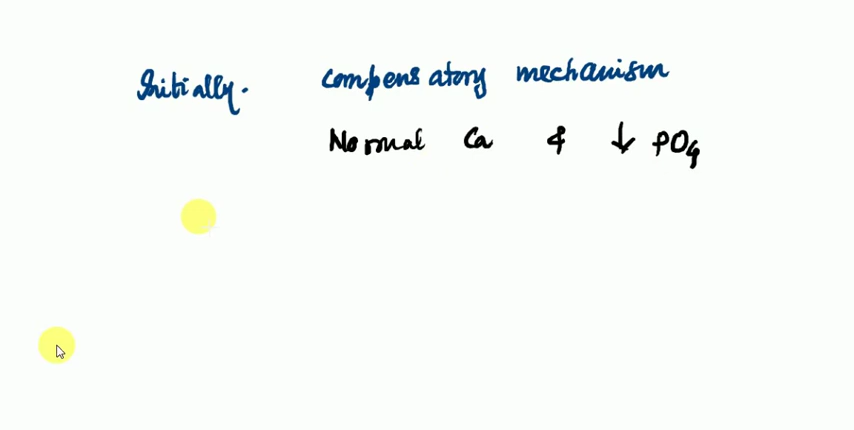 Initially. compensatory mechanism
Normal Ca & ↓ PO4